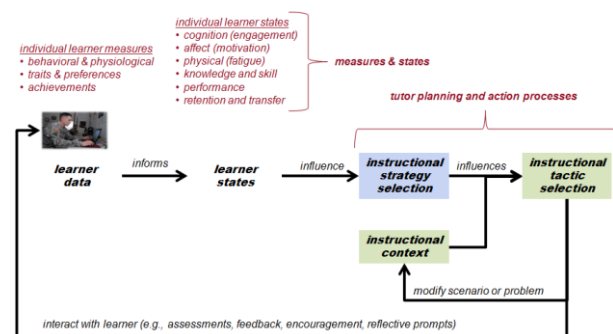 individual learner measures
• behavioral & physiological
• traits & preferences
• achievements
individual learner states
• cognition (engagement)
• affect (motivation)
• physical (fatigue)
• knowledge and skill
• performance
• retention and transfer
measures & states
tutor planning and action processes
learner
data
informs
learner
states
influence
instructional
strategy
selection
influences
instructional
tactic
selection
instructional
context
modify scenario or problem
interact with learner (e.g., assessments, feedback, encouragement, reflective prompts)